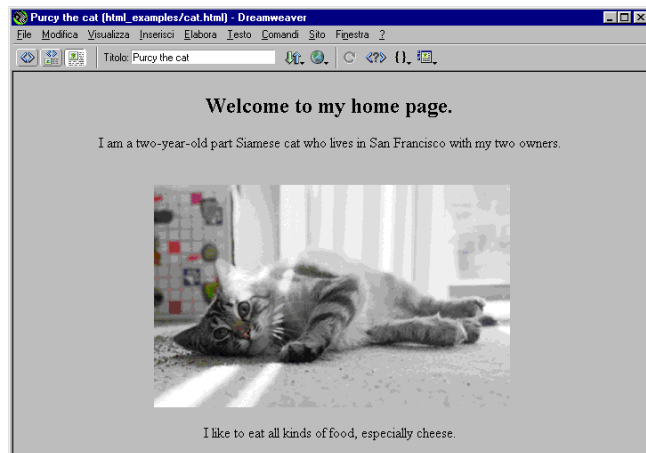 Purcy the cat (html_examples/cat.html) - Dreamweaver
File Modifica Visualizza Inserisci Elabora Testo Comandi Sito Finestra ?
Titolo: Purcy the cat
Welcome to my home page.
I am a two-year-old part Siamese cat who lives in San Francisco with my two owners.
I like to eat all kinds of food, especially cheese.